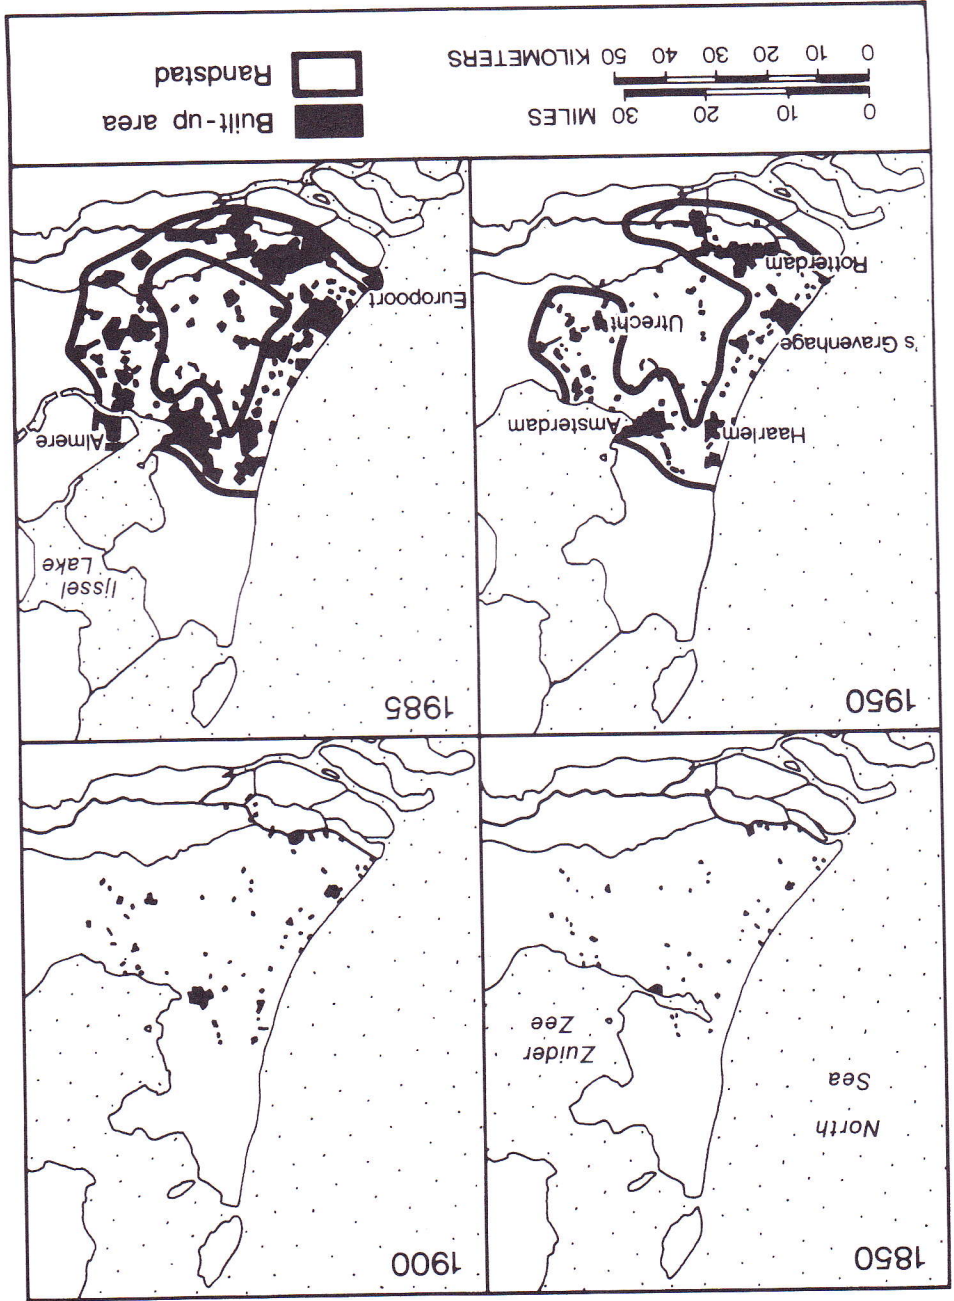 1850
North
Sea
Zuider
Zee
1900
1950
Haarlem
Amsterdam
's Gravenhage
Utrecht
Rotterdam
1985
Ijssel
Lake
Almere
Europoort
0 10 20 30 MILES
0 10 20 30 40 50 KILOMETERS
Built-up area
Randstad